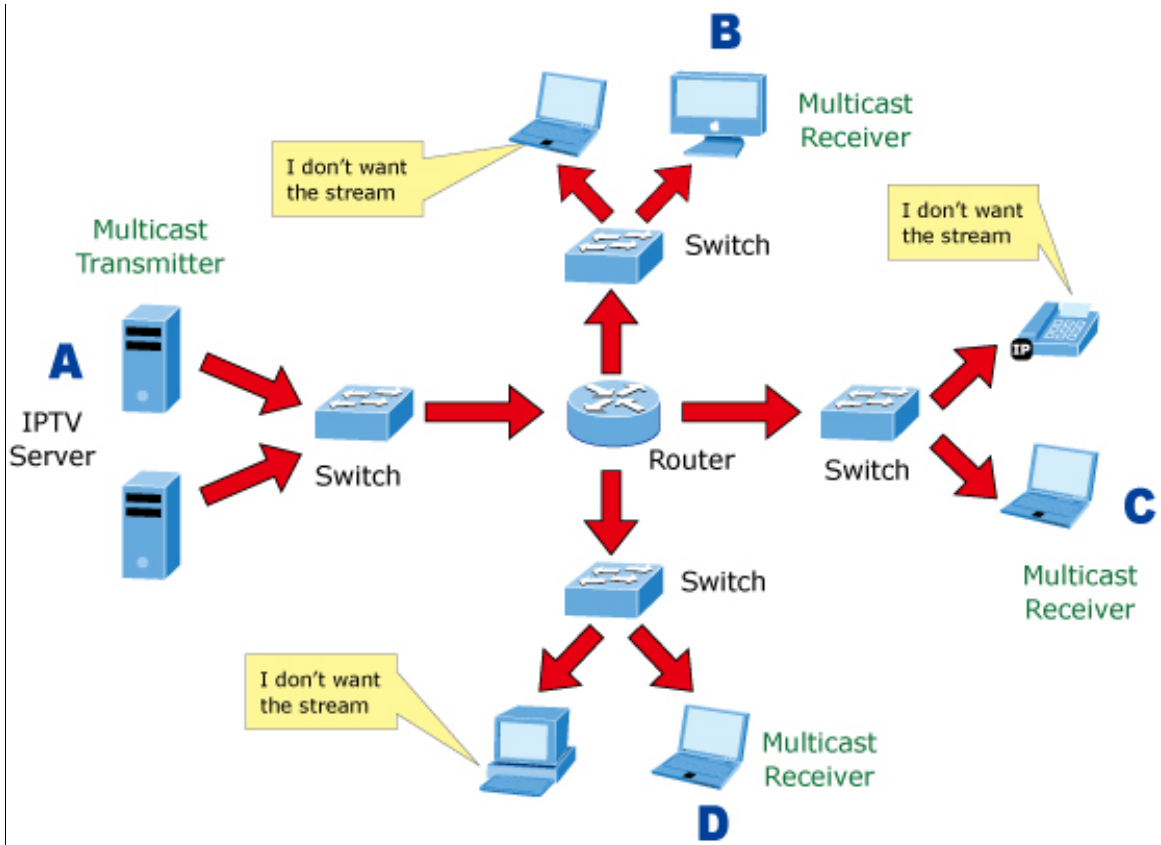 B
Multicast
Receiver
I don't want
the stream
Switch
I don't want
the stream
Multicast
Transmitter
A
IPTV
Server
Switch
Router
IP
Switch
C
Multicast
Receiver
Switch
I don't want
the stream
Multicast
Receiver
D